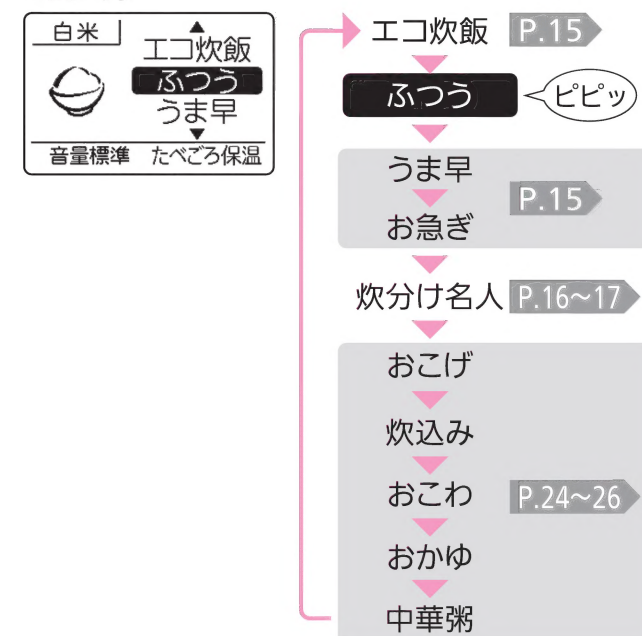 白米
エコ炊飯
ふつう
うま早
音量標準 たべごろ保温
エコ炊飯 P.15
ふつう ピピッ
うま早
P.15
お急ぎ
炊分け名人 P.16~17
おこげ
炊込み
おこわ P.24~26
おかゆ
中華粥